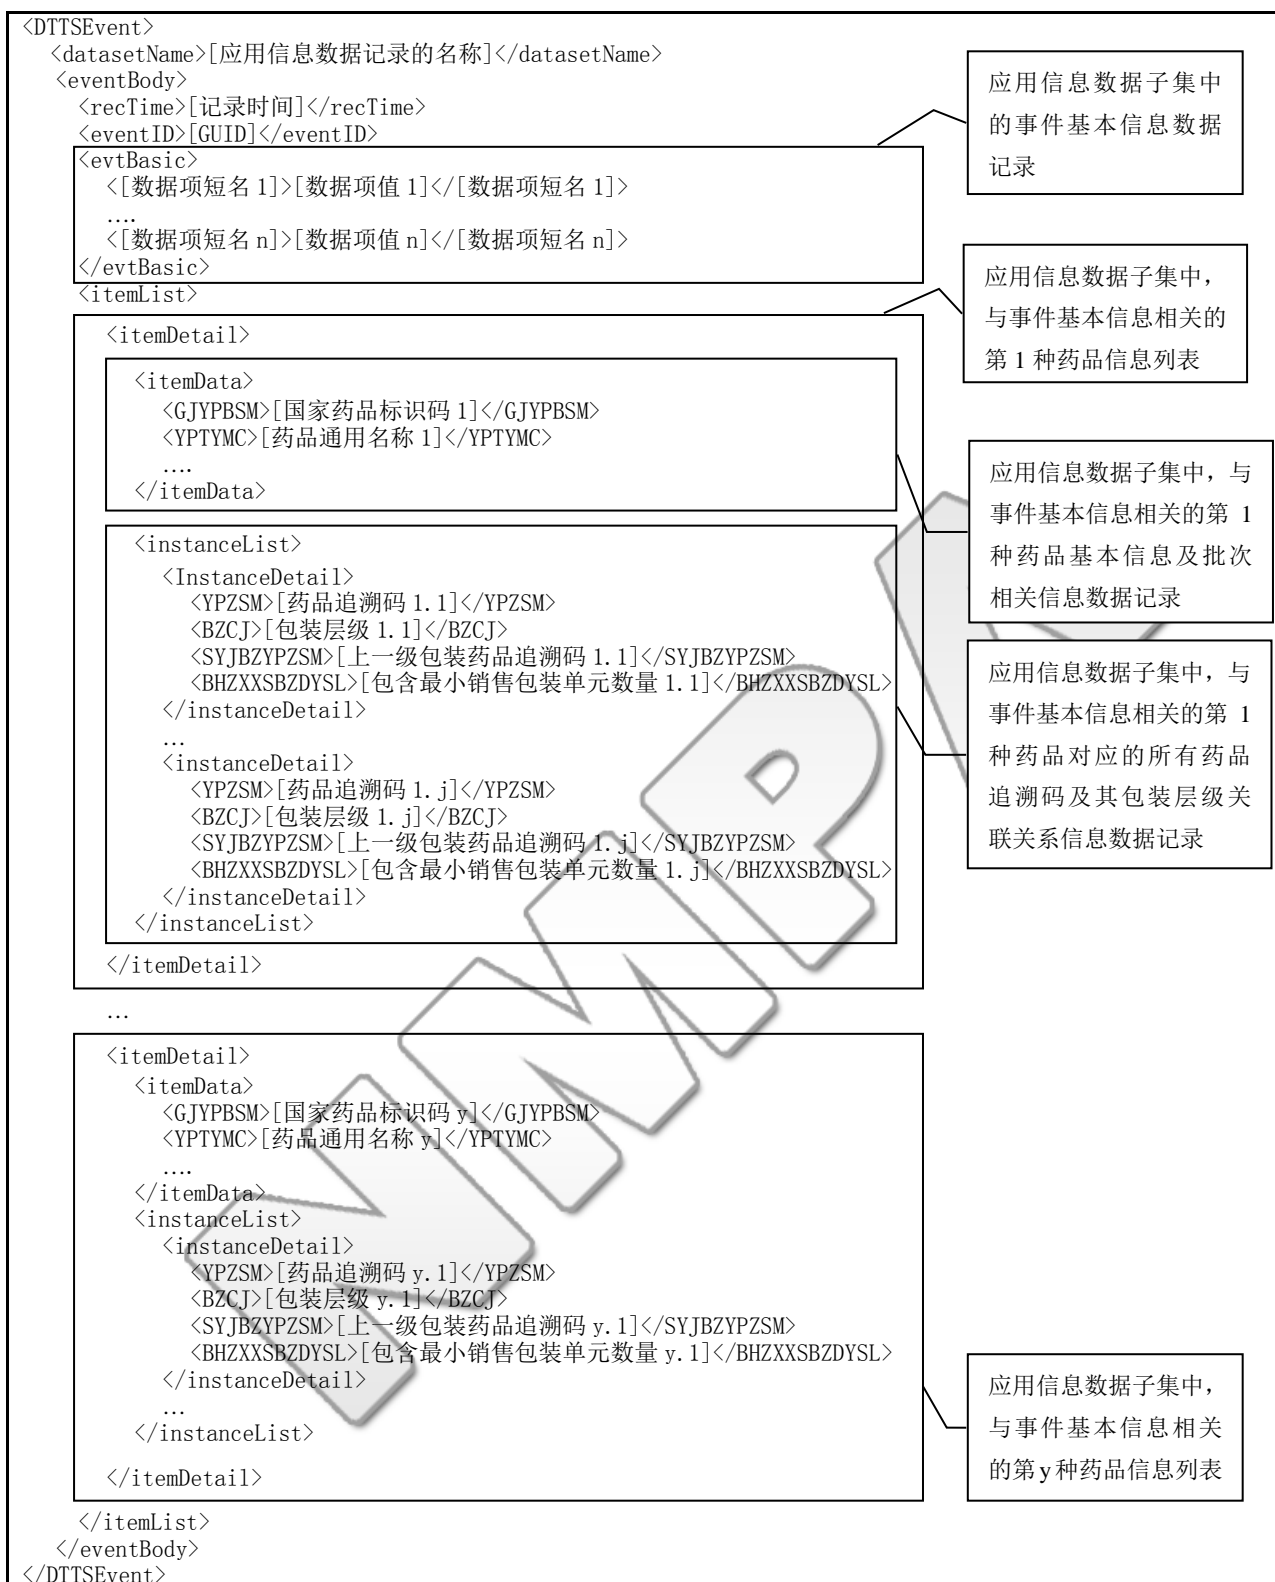 <DTTSEvent>
<datasetName>[应用信息数据记录的名称]</datasetName>
<eventBody>
<recTime>[记录时间]</recTime>
<eventID>[GUID]</eventID>
<evtBasic>
<[数据项短名 1]>[数据项值 1]</[数据项短名 1]>
....
<[数据项短名 n]>[数据项值 n]</[数据项短名 n]>
</evtBasic>
应用信息数据子集中
的事件基本信息数据
记录
<itemList>
<itemDetail>
应用信息数据子集中，
与事件基本信息相关的
第 1 种药品信息列表
<itemData>
<GJYPBSM>[国家药品标识码 1]</GJYPBSM>
<YPTYMC>[药品通用名称 1]</YPTYMC>
....
</itemData>
应用信息数据子集中，与
事件基本信息相关的第 1
种药品基本信息及批次
相关信息数据记录
<instanceList>
<InstanceDetail>
<YPZSM>[药品追溯码 1.1]</YPZSM>
<BZCJ>[包装层级 1.1]</BZCJ>
<SYJBZYPZSM>[上一级包装药品追溯码 1.1]</SYJBZYPZSM>
<BHZXXSBZDYSL>[包含最小销售包装单元数量 1.1]</BHZXXSBZDYSL>
</instanceDetail>
...
<instanceDetail>
<YPZSM>[药品追溯码 1.j]</YPZSM>
<BZCJ>[包装层级 1.j]</BZCJ>
<SYJBZYPZSM>[上一级包装药品追溯码 1.j]</SYJBZYPZSM>
<BHZXXSBZDYSL>[包含最小销售包装单元数量 1.j]</BHZXXSBZDYSL>
</instanceDetail>
</instanceList>
应用信息数据子集中，与
事件基本信息相关的第 1
种药品对应的所有药品
追溯码及其包装层级关
联关系信息数据记录
</itemDetail>
...
<itemDetail>
<itemData>
<GJYPBSM>[国家药品标识码 y]</GJYPBSM>
<YPTYMC>[药品通用名称 y]</YPTYMC>
....
</itemData>
<instanceList>
<instanceDetail>
<YPZSM>[药品追溯码 y.1]</YPZSM>
<BZCJ>[包装层级 y.1]</BZCJ>
<SYJBZYPZSM>[上一级包装药品追溯码 y.1]</SYJBZYPZSM>
<BHZXXSBZDYSL>[包含最小销售包装单元数量 y.1]</BHZXXSBZDYSL>
</instanceDetail>
...
</instanceList>
</itemDetail>
应用信息数据子集中，
与事件基本信息相关
的第 y 种药品信息列表
</itemList>
</eventBody>
</DTTSEvent>
NMP